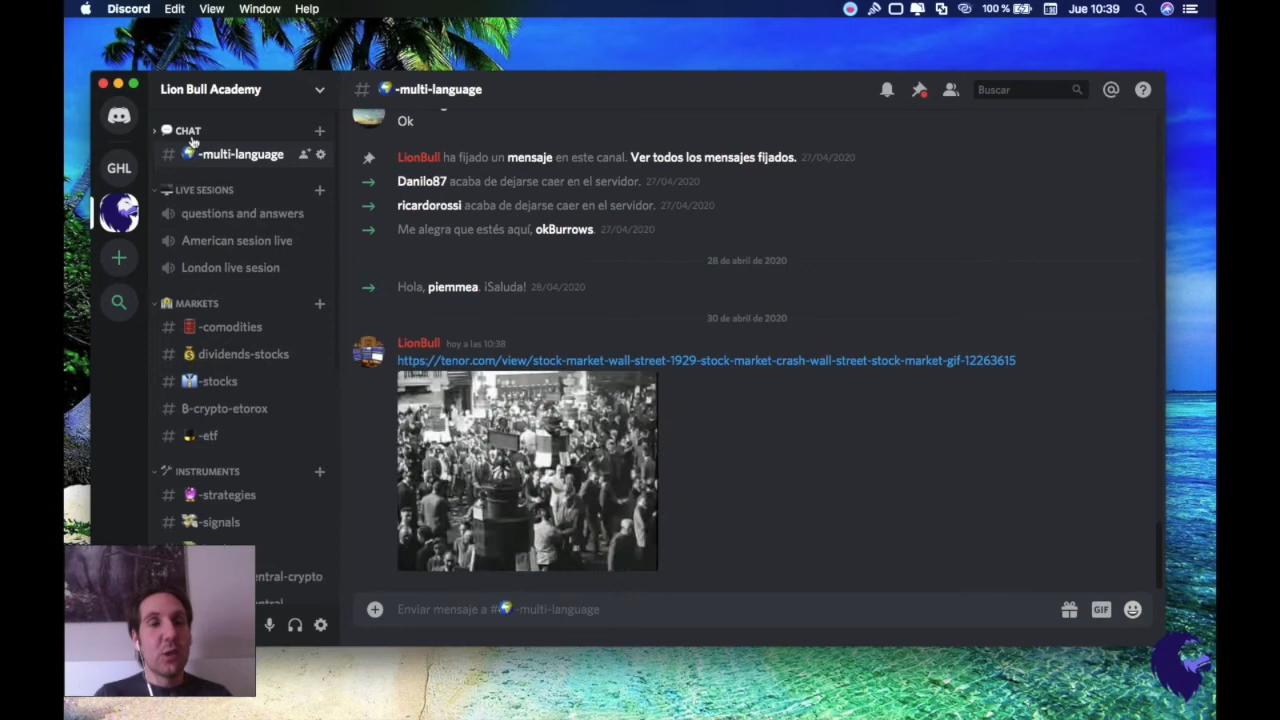 Discord Edit View Window Help 100 % Jue 10:39
Lion Bull Academy
CHAT
-multi-language
LIVE SESIONS
questions and answers
American sesion live
London live sesion
MARKETS
-comodities
dividends-stocks
-stocks
B-crypto-etorox
-etf
INSTRUMENTS
-strategies
-signals
entral-crypto
GHL
-multi-language
Buscar
Ok
LionBull ha fijado un mensaje en este canal. Ver todos los mensajes fijados. 27/04/2020
Danilo87 acaba de dejarse caer en el servidor. 27/04/2020
ricardorossi acaba de dejarse caer en el servidor. 27/04/2020
Me alegra que estés aquí, okBurrows. 27/04/2020
28 de abril de 2020
Hola, piemmea. ¡Saluda! 28/04/2020
30 de abril de 2020
LionBull hoy a las 10:38
https://tenor.com/view/stock-market-wall-street-1929-stock-market-crash-wall-street-stock-market-gif-12263615
Enviar mensaje a #-multi-language
GIF